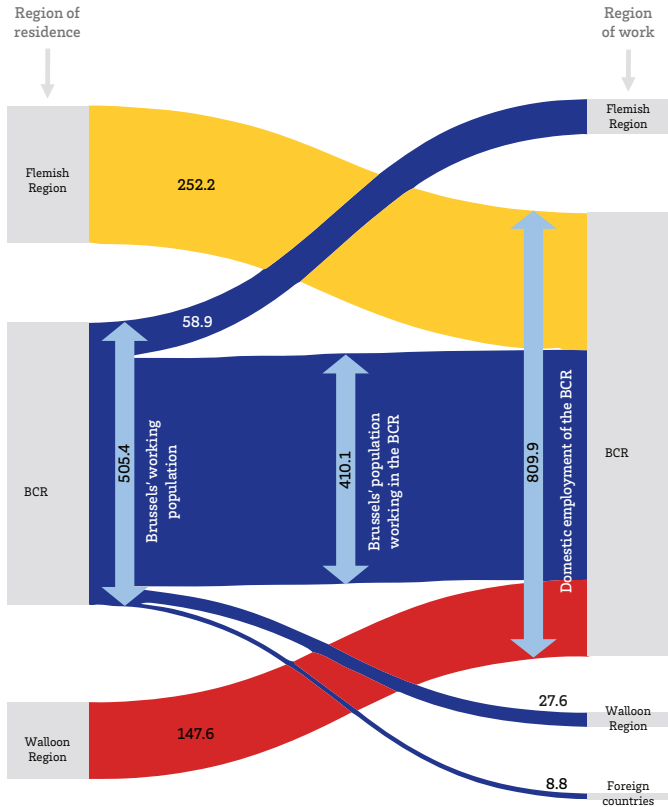 Region of
residence
Region
of work
Flemish
Region
Flemish
Region
252.2
58.9
505.4
Brussels’ working
population
410.1
Brussels’ population
working in the BCR
809.9
Domestic employment of the BCR
BCR
BCR
27.6
Walloon
Region
147.6
Walloon
Region
8.8
Foreign
countries